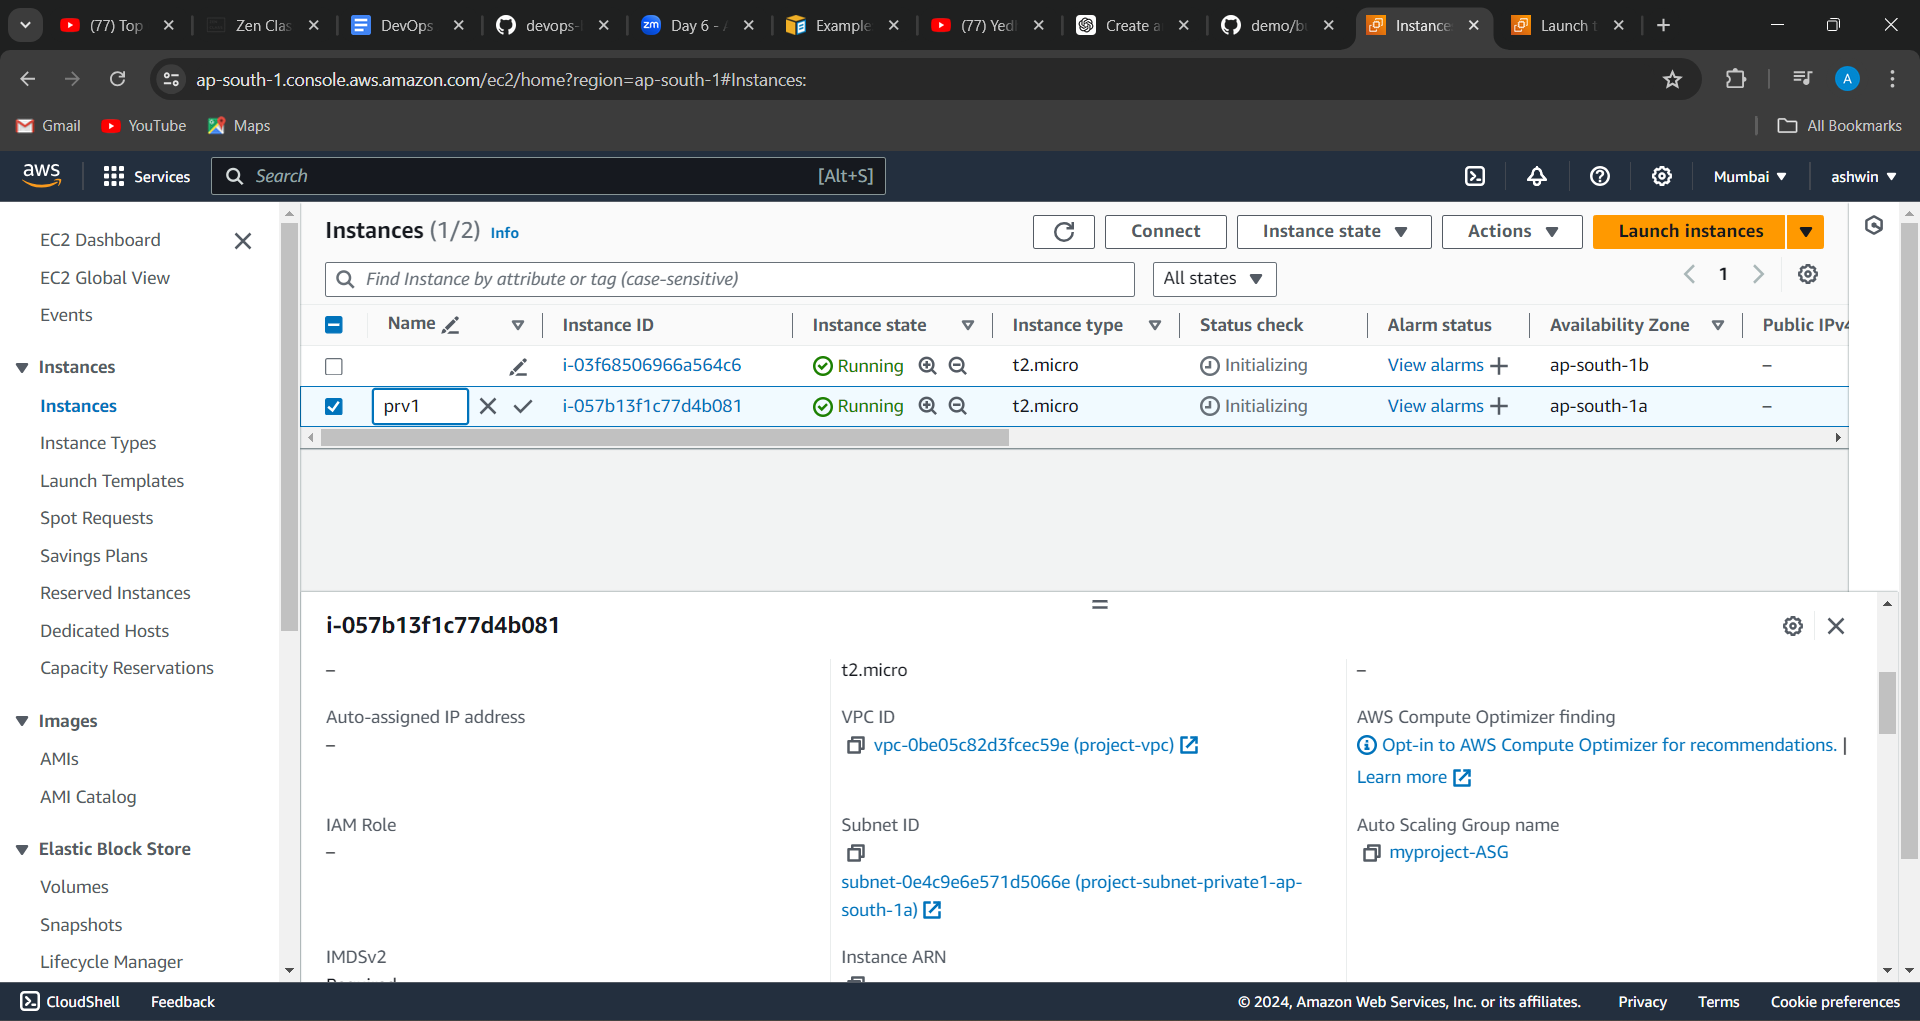 (77) Top
Zen Clas
DevOps
devops-
Day 6 -
Example
(77) Yed
Create a
demo/b
Instance
Launch t
ap-south-1.console.aws.amazon.com/ec2/home?region=ap-south-1#Instances:
A
Gmail
YouTube
Maps
All Bookmarks
aws
Services
Search
[Alt+S]
Mumbai
ashwin
EC2 Dashboard
EC2 Global View
Events
Instances
Instances
Instance Types
Launch Templates
Spot Requests
Savings Plans
Reserved Instances
Dedicated Hosts
Capacity Reservations
Images
AMIs
AMI Catalog
Elastic Block Store
Volumes
Snapshots
Lifecycle Manager
Instances (1/2) Info
Connect
Instance state
Actions
Launch instances
Find Instance by attribute or tag (case-sensitive)
All states
1
Name Instance ID Instance state Instance type Status check Alarm status Availability Zone Public IPv4
i-03f68506966a564c6 Running t2.micro Initializing View alarms + ap-south-1b –
prv1 i-057b13f1c77d4b081 Running t2.micro Initializing View alarms + ap-south-1a –
i-057b13f1c77d4b081
– t2.micro –
Auto-assigned IP address
–
VPC ID
vpc-0be05c82d3fcec59e (project-vpc)
AWS Compute Optimizer finding
Opt-in to AWS Compute Optimizer for recommendations. |
Learn more
IAM Role
–
Subnet ID
subnet-0e4c9e6e571d5066e (project-subnet-private1-ap-
south-1a)
Auto Scaling Group name
myproject-ASG
IMDSv2
Required
Instance ARN
CloudShell
Feedback
© 2024, Amazon Web Services, Inc. or its affiliates.
Privacy
Terms
Cookie preferences